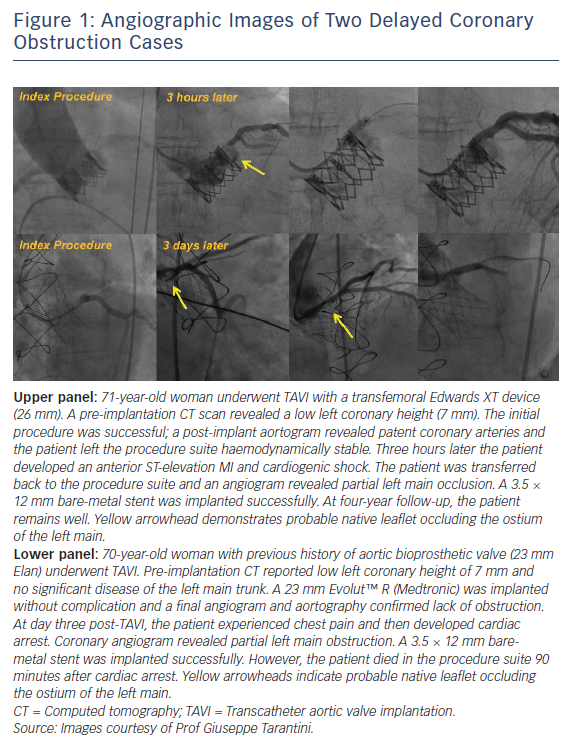 Figure 1: Angiographic Images of Two Delayed Coronary
Obstruction Cases
Index Procedure
3 hours later
Index Procedure
3 days later
Upper panel: 71-year-old woman underwent TAVI with a transfemoral Edwards XT device
(26 mm). A pre-implantation CT scan revealed a low left coronary height (7 mm). The initial
procedure was successful; a post-implant aortogram revealed patent coronary arteries and
the patient left the procedure suite haemodynamically stable. Three hours later the patient
developed an anterior ST-elevation MI and cardiogenic shock. The patient was transferred
back to the procedure suite and an angiogram revealed partial left main occlusion. A 3.5 ×
12 mm bare-metal stent was implanted successfully. At four-year follow-up, the patient
remains well. Yellow arrowhead demonstrates probable native leaflet occluding the ostium
of the left main.
Lower panel: 70-year-old woman with previous history of aortic bioprosthetic valve (23 mm
Elan) underwent TAVI. Pre-implantation CT reported low left coronary height of 7 mm and
no significant disease of the left main trunk. A 23 mm Evolut™ R (Medtronic) was implanted
without complication and a final angiogram and aortography confirmed lack of obstruction.
At day three post-TAVI, the patient experienced chest pain and then developed cardiac
arrest. Coronary angiogram revealed partial left main obstruction. A 3.5 × 12 mm bare-
metal stent was implanted successfully. However, the patient died in the procedure suite 90
minutes after cardiac arrest. Yellow arrowheads indicate probable native leaflet occluding
the ostium of the left main.
CT = Computed tomography; TAVI = Transcatheter aortic valve implantation.
Source: Images courtesy of Prof Giuseppe Tarantini.